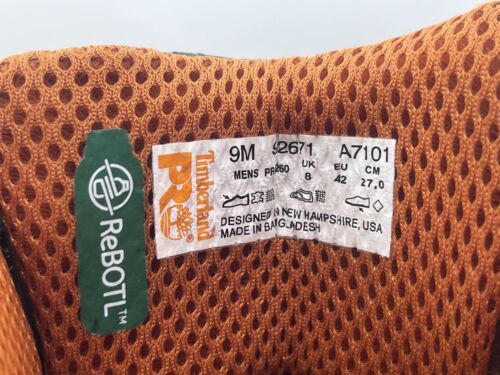 ReBOTL™
Timberland
PRO
9M 92671 A7101
MENS UK EU CM
8 42 27,0
DESIGNED IN NEW HAMPSHIRE, USA
MADE IN BANGLADESH